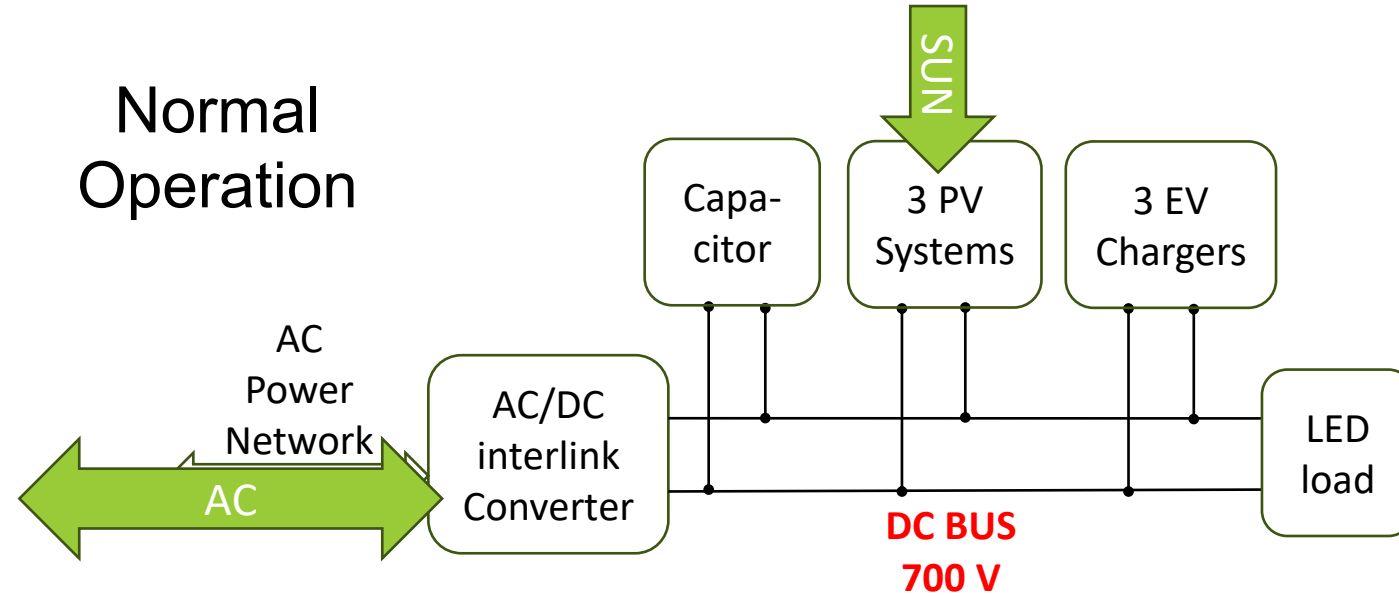 Normal
Operation
SUN
Capa-
citor
3 PV
Systems
3 EV
Chargers
AC
Power
Network
AC
AC/DC
interlink
Converter
LED
load
DC BUS
700 V